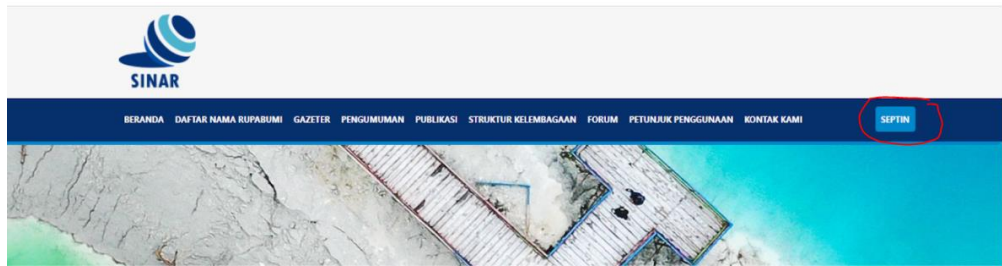 SINAR
BERANDA DAFTAR NAMA RUPABUMI GAZETER PENGUMUMAN PUBLIKASI STRUKTUR KELEMBAGAAN FORUM PETUNJUK PENGGUNAAN KONTAK KAMI SEPTIN